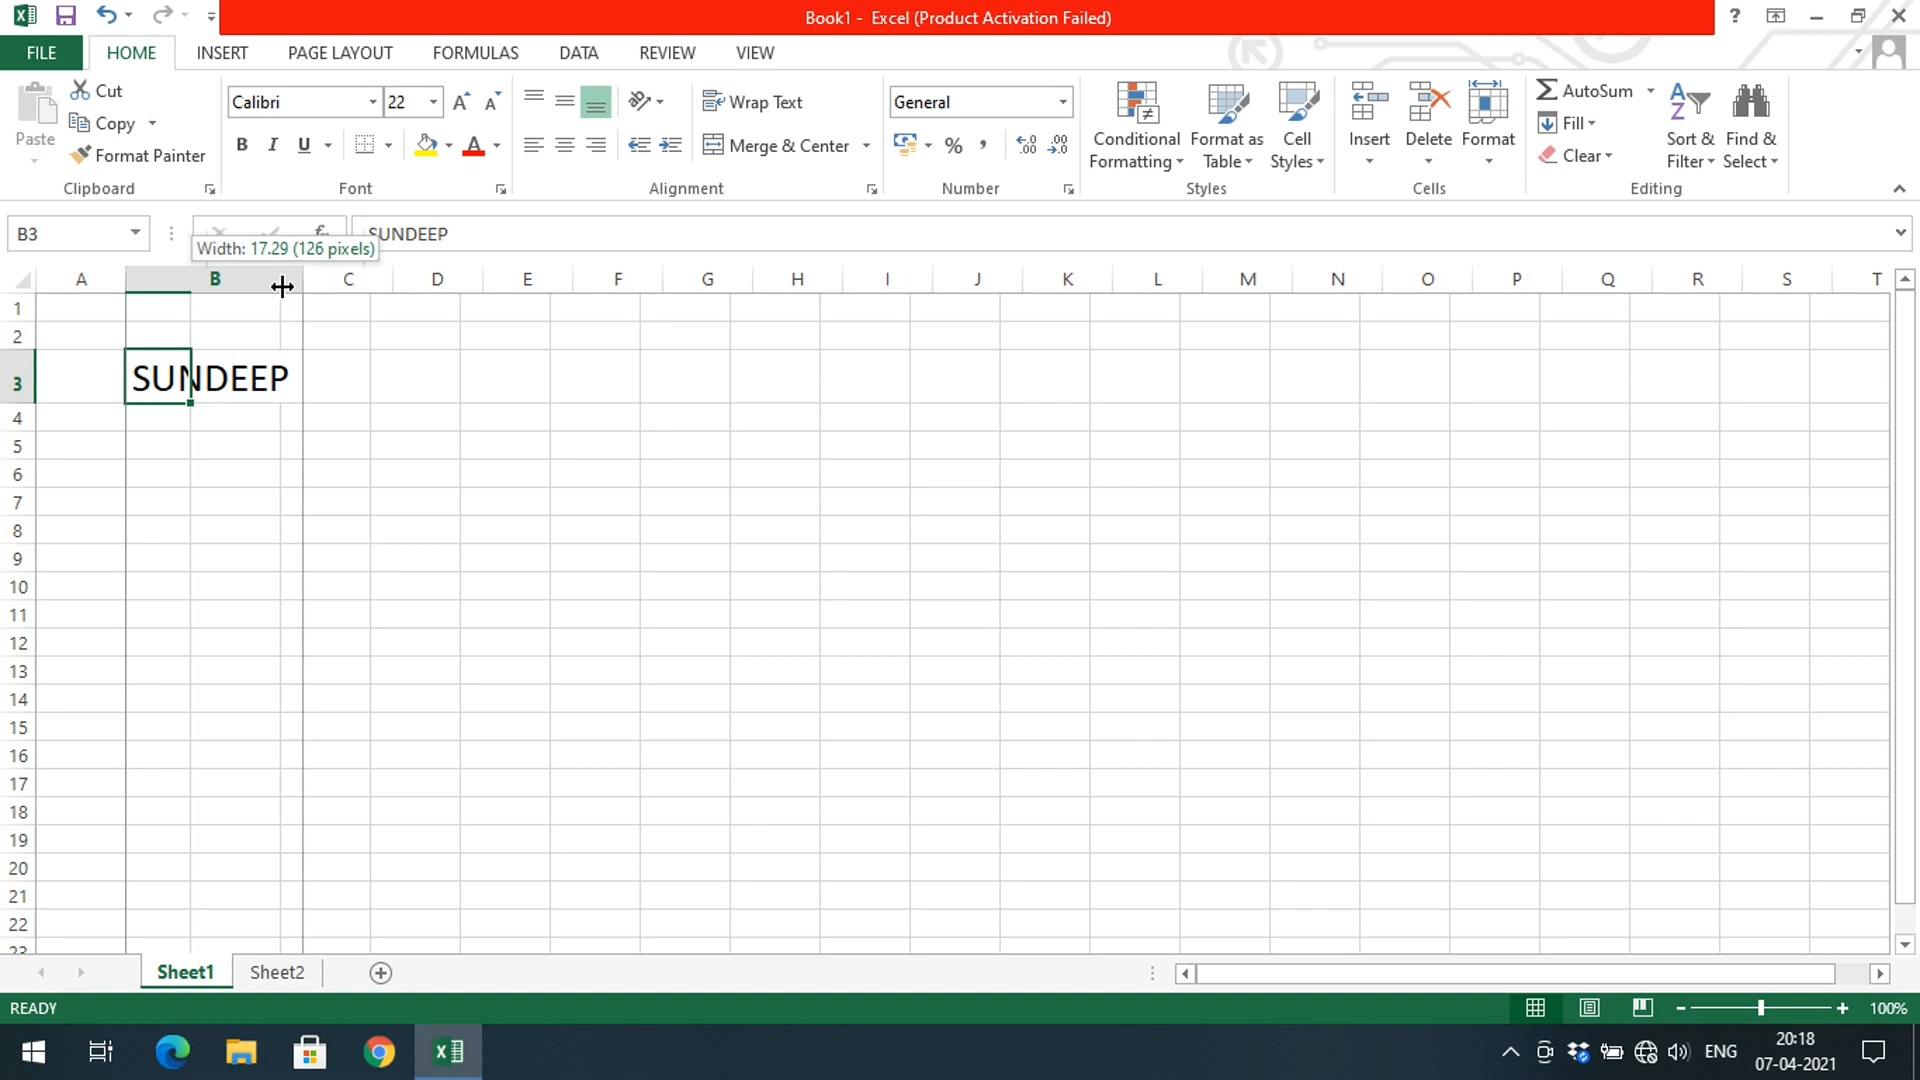 Book1 - Excel (Product Activation Failed)
FILE HOME INSERT PAGE LAYOUT FORMULAS DATA REVIEW VIEW
Paste
Cut
Copy
Format Painter
Clipboard
Calibri 22
B I U
Font
Wrap Text
Merge & Center
Alignment
General
%
Number
Conditional Formatting
Format as Table
Cell Styles
Styles
Insert
Delete
Format
Cells
AutoSum
Fill
Clear
Sort & Filter
Find & Select
Editing
B3
SUNDEEP
Width: 17.29 (126 pixels)
A B C D E F G H I J K L M N O P Q R S T
1
2
3 SUNDEEP
4
5
6
7
8
9
10
11
12
13
14
15
16
17
18
19
20
21
22
23
Sheet1 Sheet2
READY
100%
ENG
20:18
07-04-2021